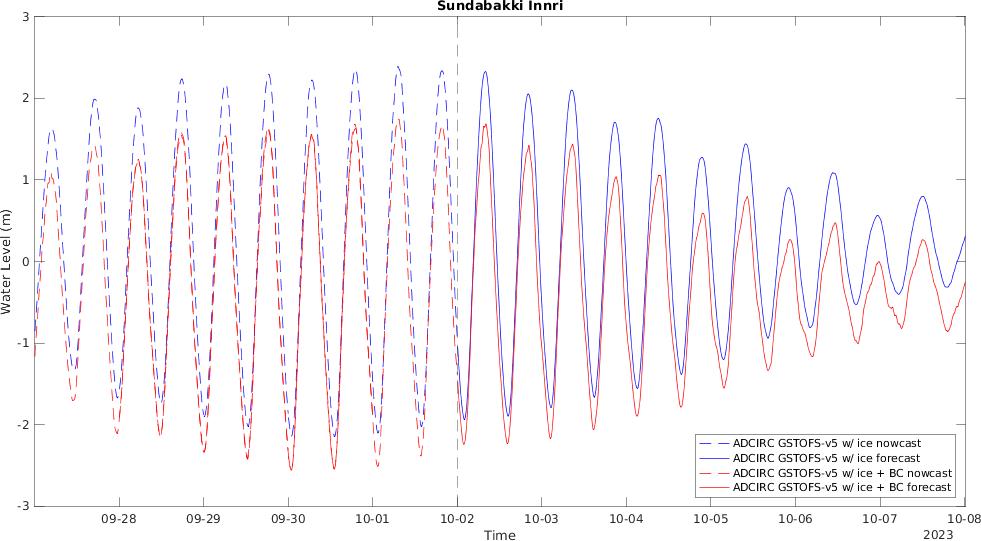 Sundabakki Innri
3
2
1
0
-1
-2
-3
Water Level (m)
ADCIRC GSTOFS-v5 w/ ice nowcast
ADCIRC GSTOFS-v5 w/ ice forecast
ADCIRC GSTOFS-v5 w/ ice + BC nowcast
ADCIRC GSTOFS-v5 w/ ice + BC forecast
09-28 09-29 09-30 10-01 10-02 10-03 10-04 10-05 10-06 10-07 10-08
Time
2023